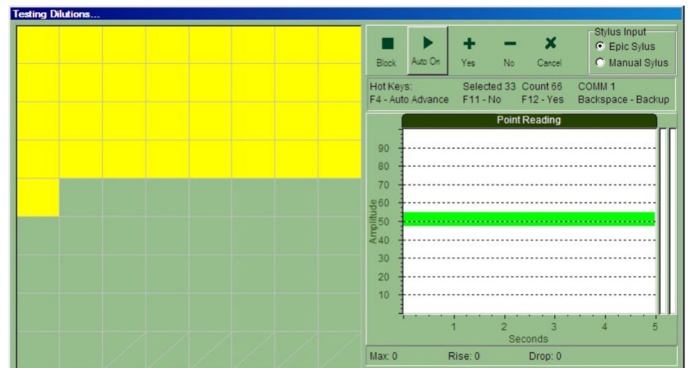 Testing Dilutions...
Block
Auto On
Yes
No
Cancel
Stylus Input
Epic Sylus
Manual Sylus
Hot Keys:
Selected 33 Count 66
COMM 1
F4 - Auto Advance
F11 - No
F12 - Yes
Backspace - Backup
Point Reading
Amplitude
90
80
70
60
50
40
30
20
10
1 2 3 4 5
Seconds
Max: 0
Rise: 0
Drop: 0